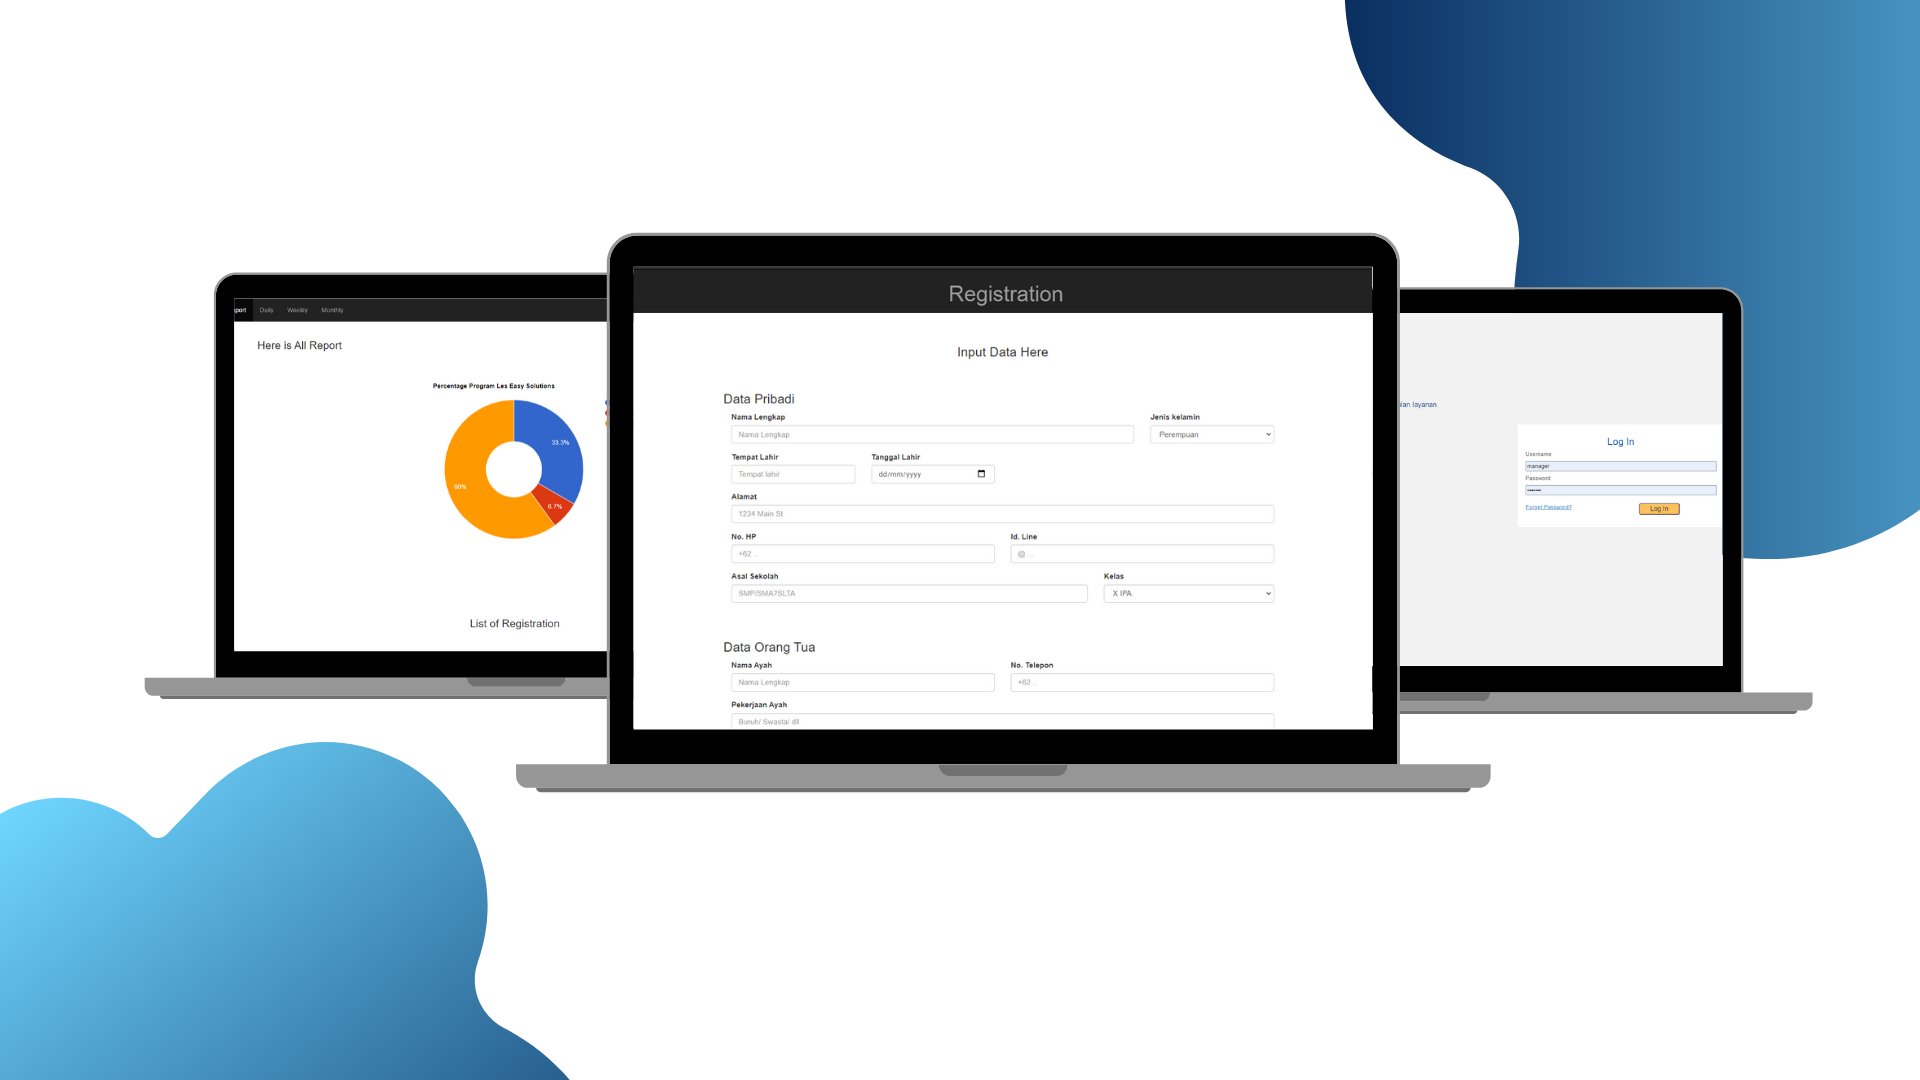 Daily Weekly Monthly
Here is All Report
Percentage Program Les Easy Solutions
33.3%
60%
6.7%
List of Registration
Registration
Input Data Here
Data Pribadi
Nama Lengkap Jenis kelamin
Nama Lengkap Perempuan
Tempat Lahir Tanggal Lahir
Tempat lahir dd/mm/yyyy
Alamat
1234 Main St
No. HP Id. Line
+62 ... @ ...
Asal Sekolah Kelas
SMP/SMA?SLTA X IPA
Data Orang Tua
Nama Ayah No. Telepon
Nama Lengkap +62 ...
Pekerjaan Ayah
Buruh/ Swasta/ dll
layanan
Log In
Username
manager
Password
Forget Password?
Log In